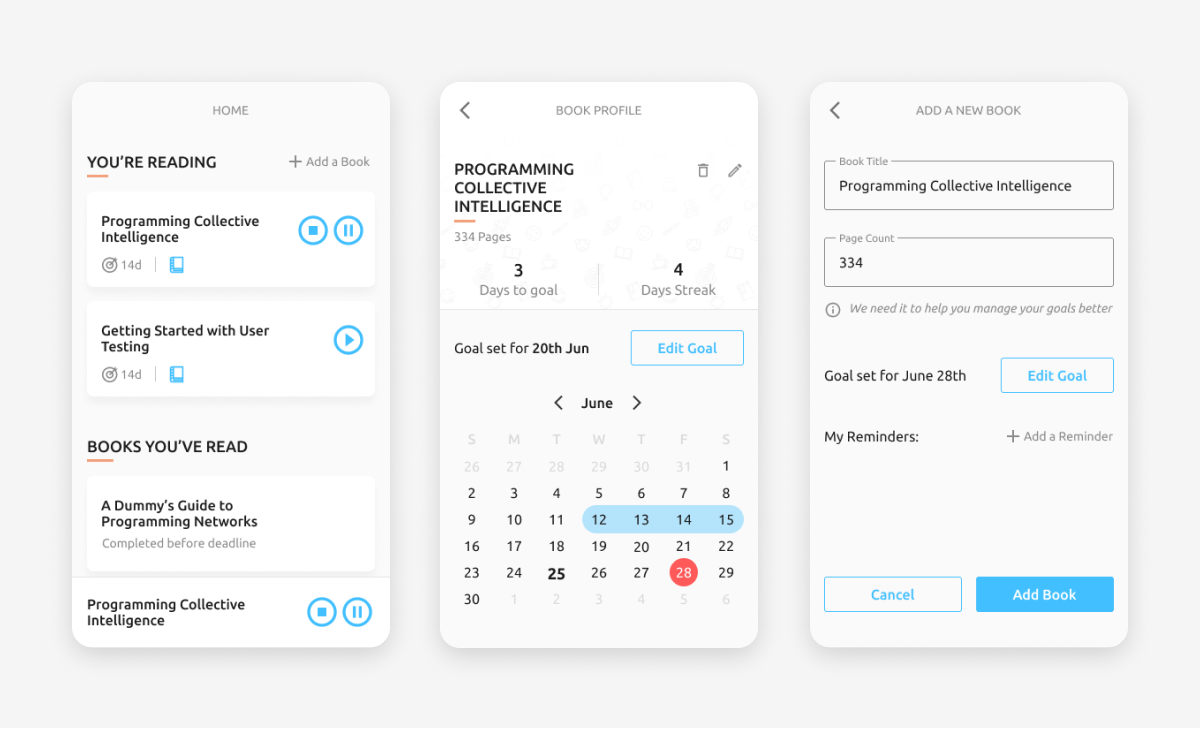 HOME
YOU’RE READING
Add a Book
Programming Collective
Intelligence
14d
Getting Started with User
Testing
14d
BOOKS YOU’VE READ
A Dummy’s Guide to
Programming Networks
Completed before deadline
Programming Collective
Intelligence
BOOK PROFILE
PROGRAMMING
COLLECTIVE
INTELLIGENCE
334 Pages
3
Days to goal
4
Days Streak
Goal set for 20th Jun
Edit Goal
June
S M T W T F S
26 27 28 29 30 31 1
2 3 4 5 6 7 8
9 10 11 12 13 14 15
16 17 18 19 20 21 22
23 24 25 26 27 28 29
30 1 2 3 4 5 6
ADD A NEW BOOK
Book Title
Programming Collective Intelligence
Page Count
334
We need it to help you manage your goals better
Goal set for June 28th
Edit Goal
My Reminders:
Add a Reminder
Cancel
Add Book